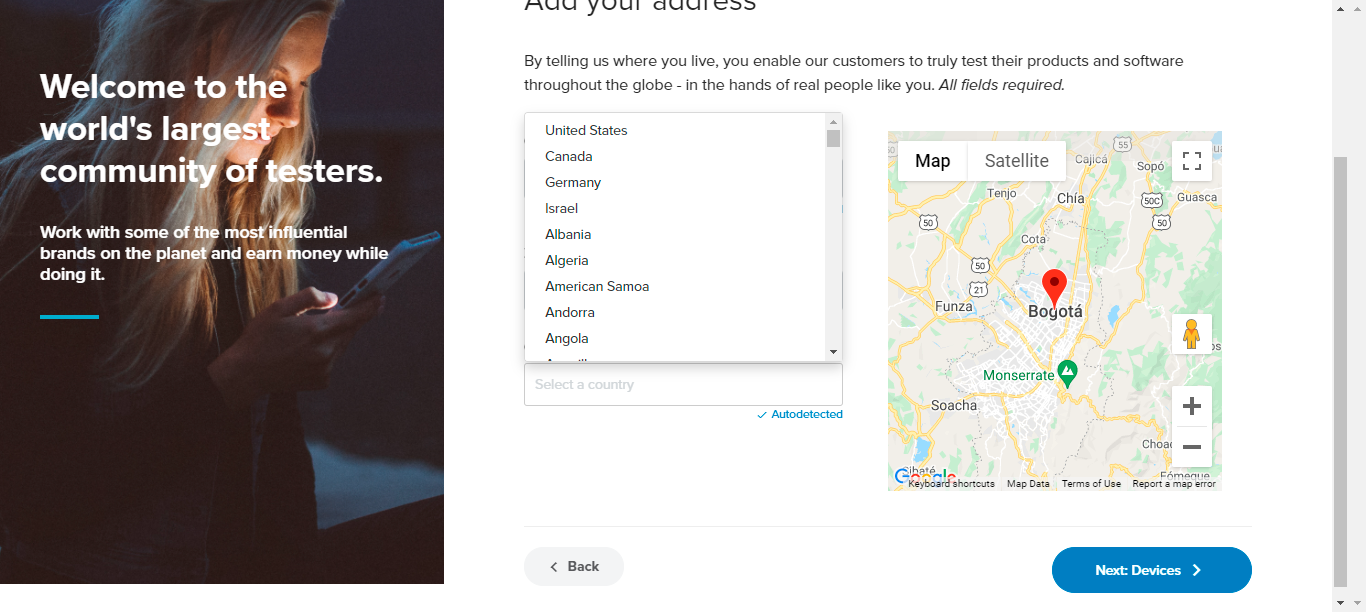 Add your address
Welcome to the
world's largest
community of testers.
Work with some of the most influential
brands on the planet and earn money while
doing it.
By telling us where you live, you enable our customers to truly test their products and software
throughout the globe - in the hands of real people like you. All fields required.
United States
Canada
Germany
Israel
Albania
Algeria
American Samoa
Andorra
Angola
Select a country
Autodetected
Map
Satellite
55
Cajicá
Sopó
Tenjo
Chía
50C
Guasca
50
50
Cota
50
21
Funza
Bogotá
Monserrate
Soacha
Google
Keyboard shortcuts
Map Data
Terms of Use
Report a map error
Back
Next: Devices